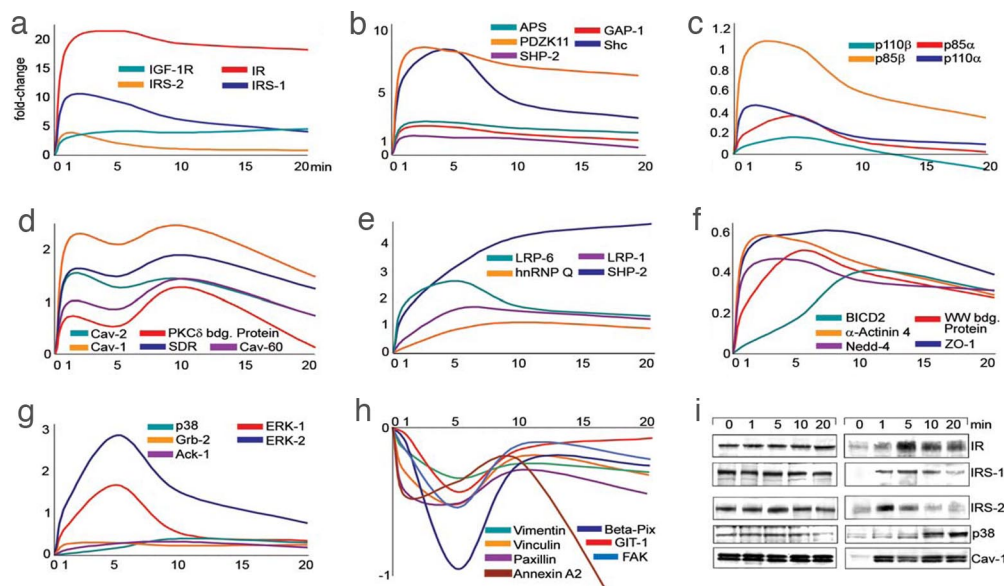 a
fold-change
20
15
10
5
0
IGF-1R
IR
IRS-2
IRS-1
0 1 5 10 15 20 min
b
10
8
5
1
0
APS
GAP-1
PDZK11
Shc
SHP-2
0 1 5 10 15 20
c
1.2
1
0.8
0.6
0.4
0.2
0
p110β
p85α
p85β
p110α
0 1 5 10 15 20
d
2
1
0
Cav-2
PKCδ bdg. Protein
Cav-1
SDR
Cav-60
0 1 5 10 15 20
e
4
3
2
1
0
LRP-6
LRP-1
hnRNP Q
SHP-2
0 1 5 10 15 20
f
0.6
0.4
0.2
0
BICD2
WW bdg.
Protein
α-Actinin 4
Nedd-4
ZO-1
0 1 5 10 15 20
g
3
2
1
0
p38
ERK-1
Grb-2
ERK-2
Ack-1
0 1 5 10 15 20
h
0
-1
0 1 5 10 15 20
Vimentin
Beta-Pix
Vinculin
GIT-1
Paxillin
FAK
Annexin A2
i
0 1 5 10 20 0 1 5 10 20 min
IR
IRS-1
IRS-2
p38
Cav-1